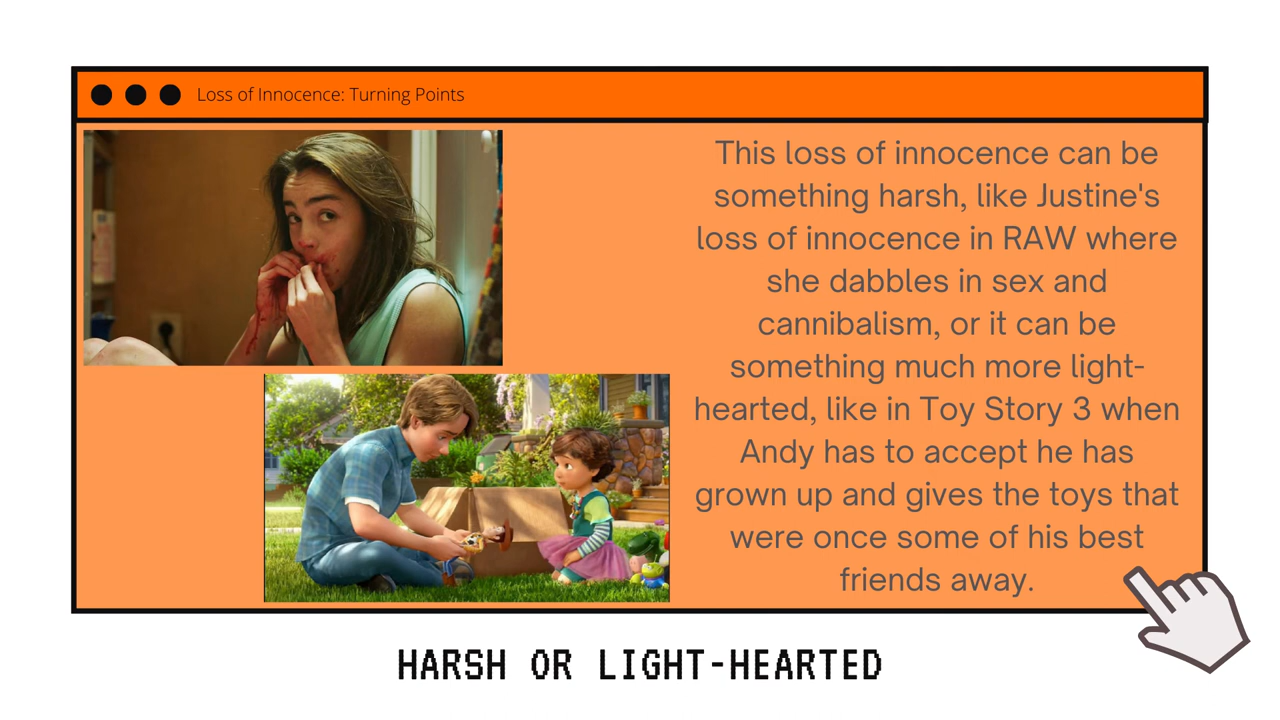 Loss of Innocence: Turning Points
This loss of innocence can be
something harsh, like Justine's
loss of innocence in RAW where
she dabbles in sex and
cannibalism, or it can be
something much more light-
hearted, like in Toy Story 3 when
Andy has to accept he has
grown up and gives the toys that
were once some of his best
friends away.
HARSH OR LIGHT-HEARTED